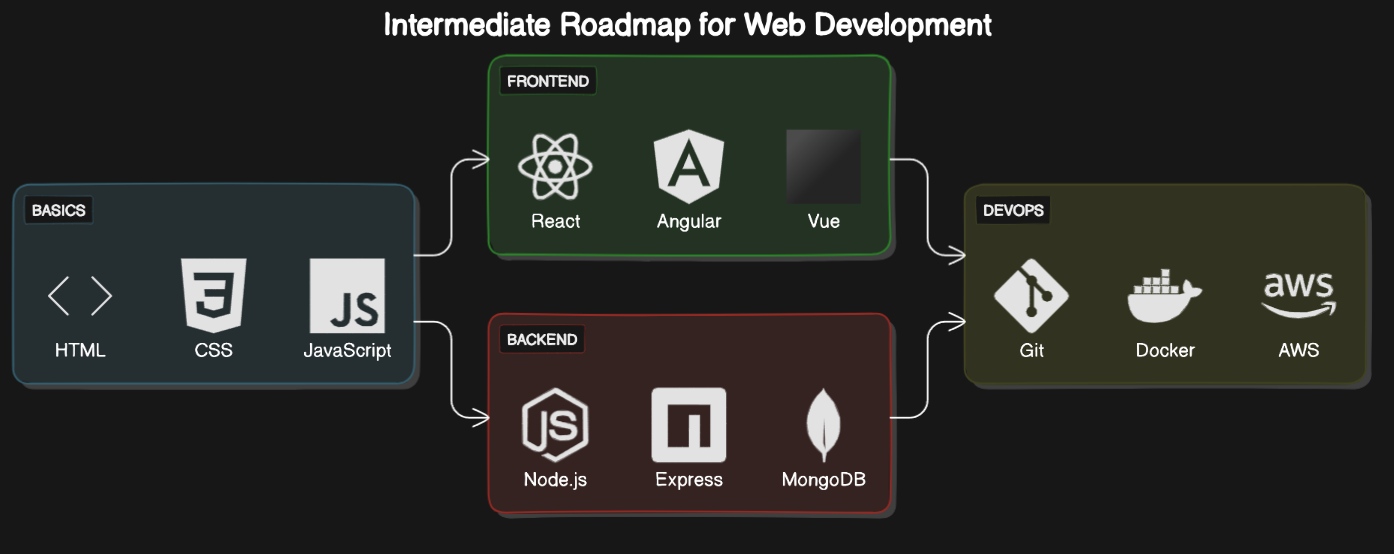 Intermediate Roadmap for Web Development
BASICS
HTML
CSS
JS
JavaScript
FRONTEND
React
Angular
Vue
BACKEND
JS
Node.js
Express
MongoDB
DEVOPS
Git
Docker
aws
AWS